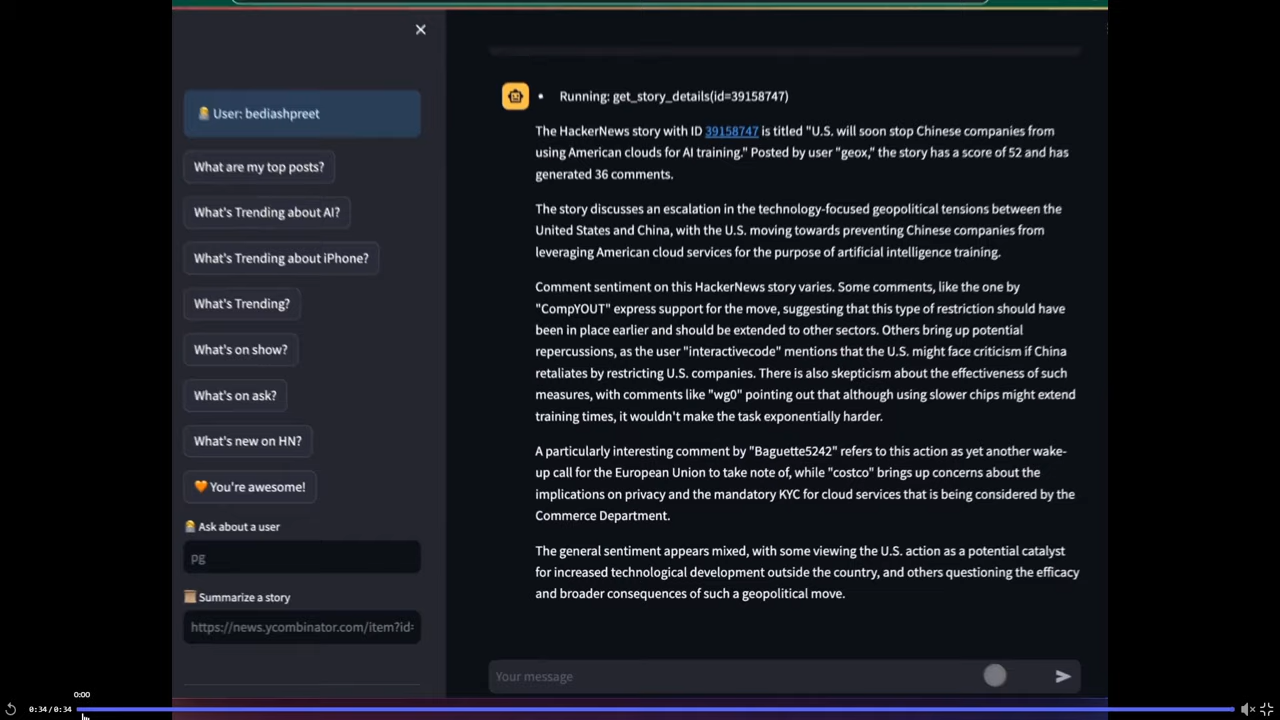 User: bediashpreet
What are my top posts?
What's Trending about AI?
What's Trending about iPhone?
What's Trending?
What's on show?
What's on ask?
What's new on HN?
You're awesome!
Ask about a user
pg
Summarize a story
https://news.ycombinator.com/item?id=
Running: get_story_details(id=39158747)
The HackerNews story with ID 39158747 is titled "U.S. will soon stop Chinese companies from
using American clouds for AI training." Posted by user "geox," the story has a score of 52 and has
generated 36 comments.
The story discusses an escalation in the technology-focused geopolitical tensions between the
United States and China, with the U.S. moving towards preventing Chinese companies from
leveraging American cloud services for the purpose of artificial intelligence training.
Comment sentiment on this HackerNews story varies. Some comments, like the one by
"CompYOUT" express support for the move, suggesting that this type of restriction should have
been in place earlier and should be extended to other sectors. Others bring up potential
repercussions, as the user "interactivecode" mentions that the U.S. might face criticism if China
retaliates by restricting U.S. companies. There is also skepticism about the effectiveness of such
measures, with comments like "wg0" pointing out that although using slower chips might extend
training times, it wouldn't make the task exponentially harder.
A particularly interesting comment by "Baguette5242" refers to this action as yet another wake-
up call for the European Union to take note of, while "costco" brings up concerns about the
implications on privacy and the mandatory KYC for cloud services that is being considered by the
Commerce Department.
The general sentiment appears mixed, with some viewing the U.S. action as a potential catalyst
for increased technological development outside the country, and others questioning the efficacy
and broader consequences of such a geopolitical move.
Your message
0:00
0:34/0:34